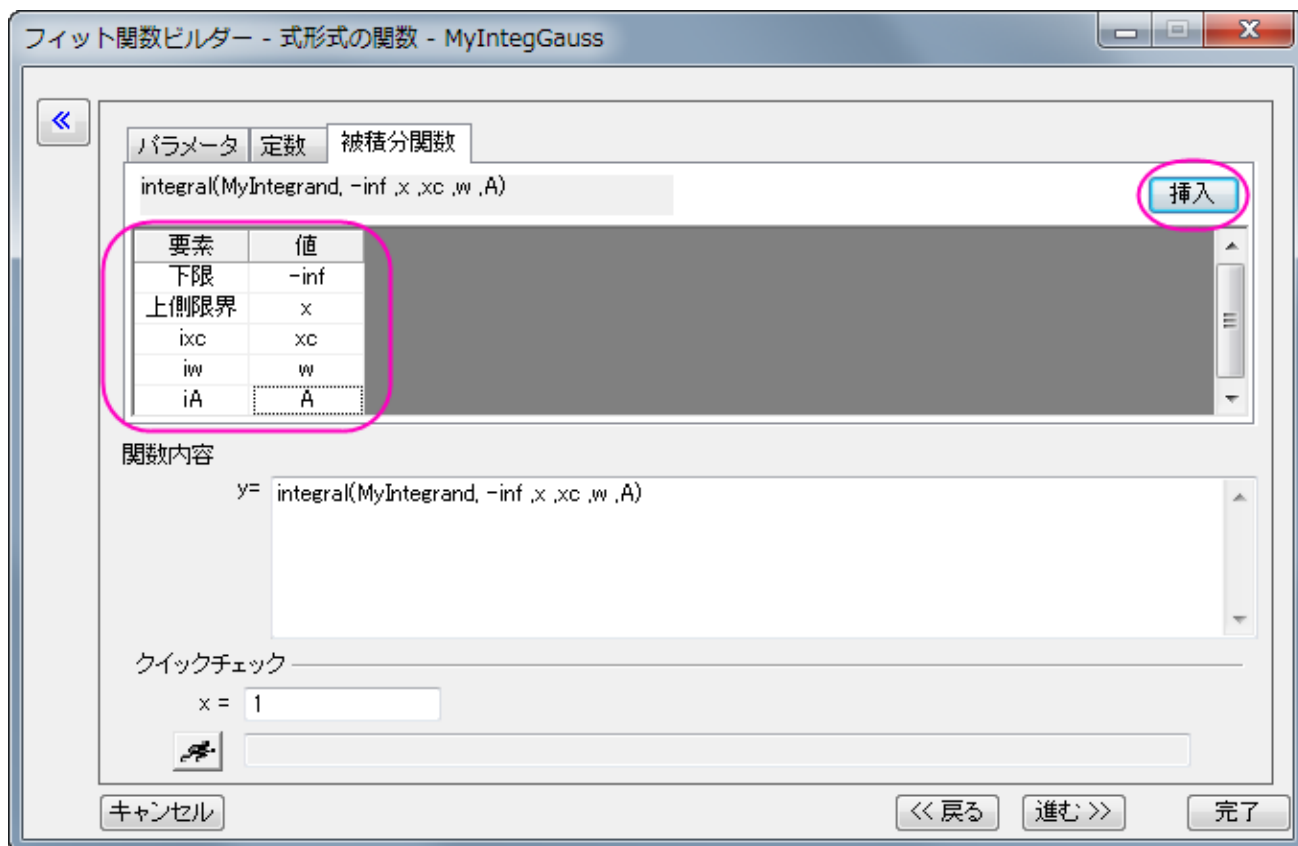 フィット関数ビルダー - 式形式の関数 - MyIntegGauss
パラメータ 定数 被積分関数
integral(MyIntegrand, -inf ,x ,xc ,w ,A)
挿入
要素 値
下限 -inf
上側限界 x
ixc xc
iw w
iA A
関数内容
y= integral(MyIntegrand, -inf ,x ,xc ,w ,A)
クイックチェック
x = 1
キャンセル << 戻る 進む >> 完了